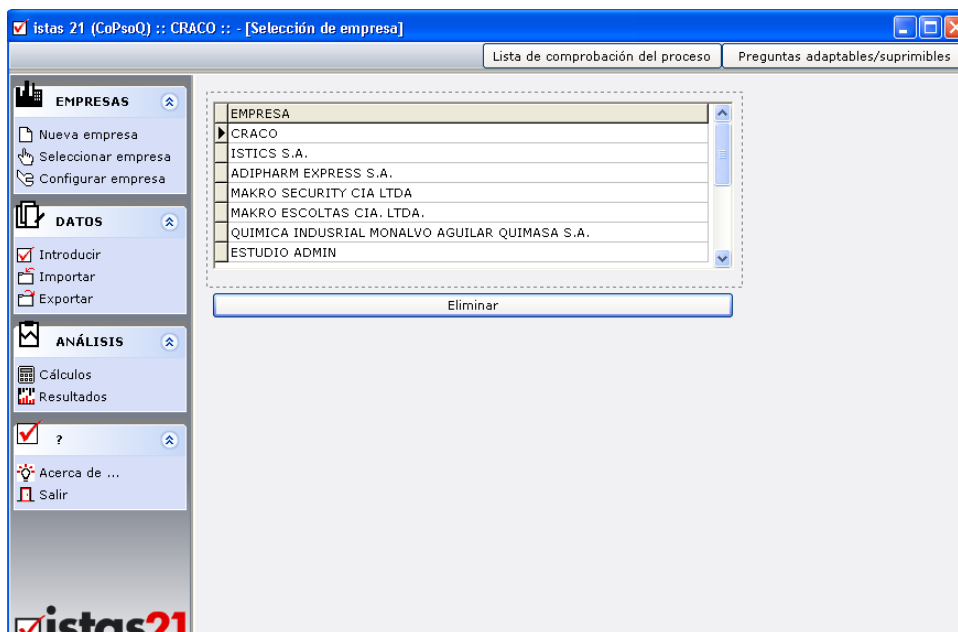 istas 21 (CoPsoQ) :: CRACO :: - [Selección de empresa]
Lista de comprobación del proceso
Preguntas adaptables/suprimibles
EMPRESAS
Nueva empresa
Seleccionar empresa
Configurar empresa
DATOS
Introducir
Importar
Exportar
ANÁLISIS
Cálculos
Resultados
?
Acerca de ...
Salir
istas21
EMPRESA
CRACO
ISTICS S.A.
ADIPHARM EXPRESS S.A.
MAKRO SECURITY CIA LTDA
MAKRO ESCOLTAS CIA. LTDA.
QUIMICA INDUSRIAL MONALVO AGUILAR QUIMASA S.A.
ESTUDIO ADMIN
Eliminar